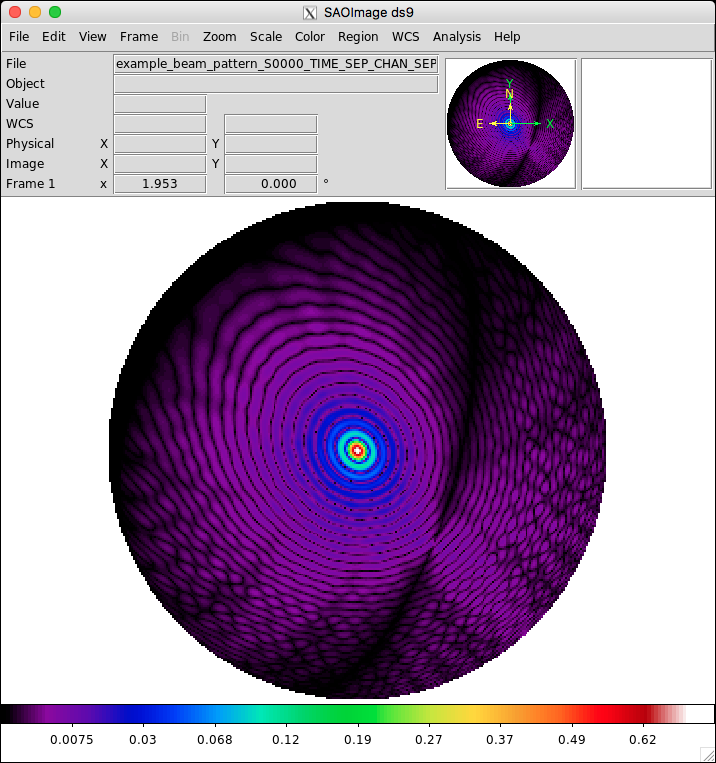 SAOImage ds9
File Edit View Frame Bin Zoom Scale Color Region WCS Analysis Help
File example_beam_pattern_S0000_TIME_SEP_CHAN_SEP
Object
Value
WCS
Physical X Y
Image X Y
Frame 1 x 1.953 0.000 °
Y
N
E X
0.0075 0.03 0.068 0.12 0.19 0.27 0.37 0.49 0.62